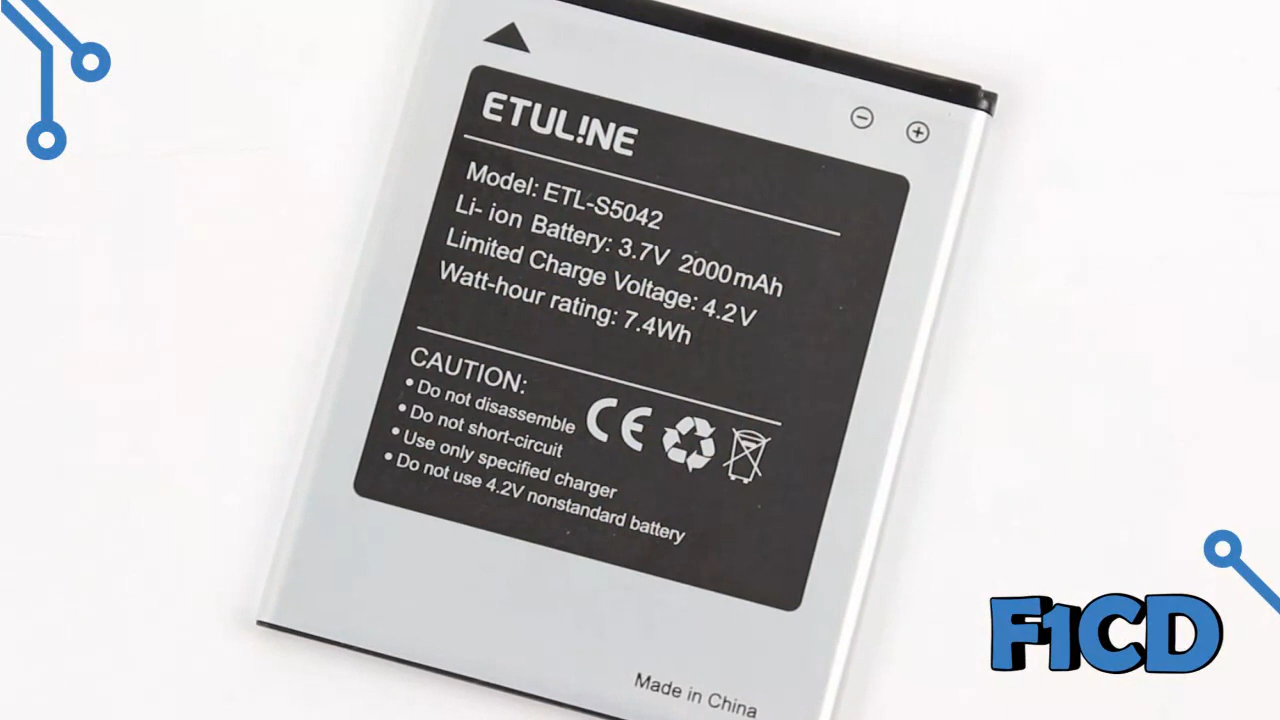 ETUL!NE
Model: ETL-S5042
Li- ion Battery: 3.7V 2000mAh
Limited Charge Voltage: 4.2V
Watt-hour rating: 7.4Wh
CAUTION:
• Do not disassemble
• Do not short-circuit
• Use only specified charger
• Do not use 4.2V nonstandard battery
CE
Made in China
F1CD